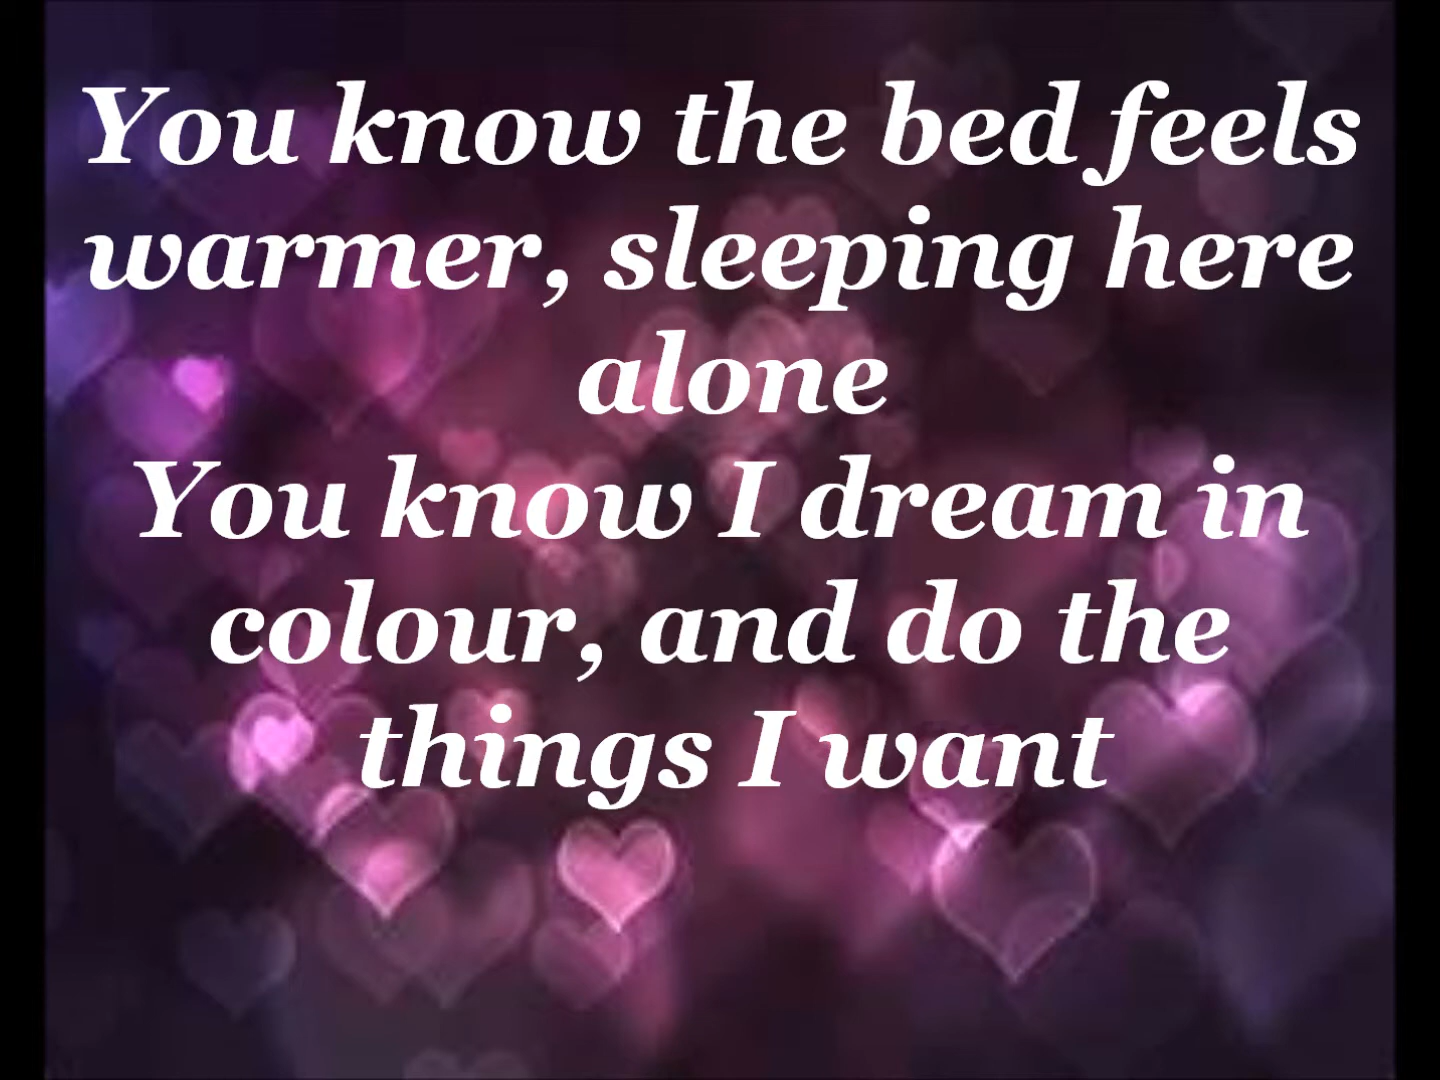 You know the bed feels
warmer, sleeping here
alone
You know I dream in
colour, and do the
things I want